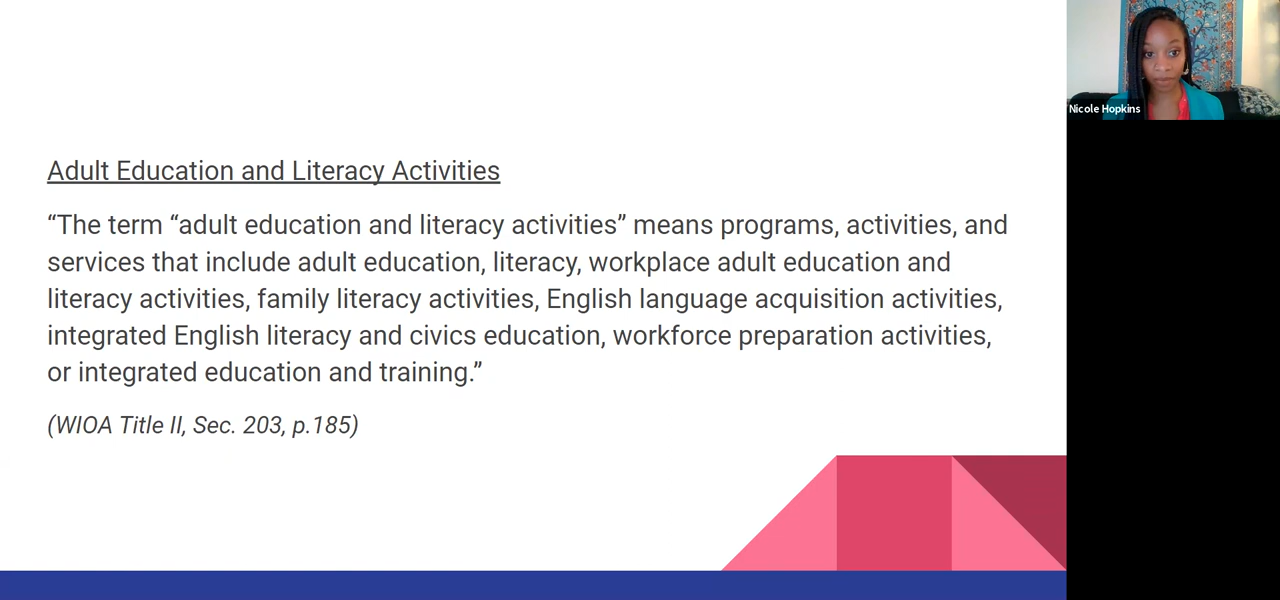 Adult Education and Literacy Activities
“The term “adult education and literacy activities” means programs, activities, and
services that include adult education, literacy, workplace adult education and
literacy activities, family literacy activities, English language acquisition activities,
integrated English literacy and civics education, workforce preparation activities,
or integrated education and training.”
(WIOA Title II, Sec. 203, p.185)
Nicole Hopkins